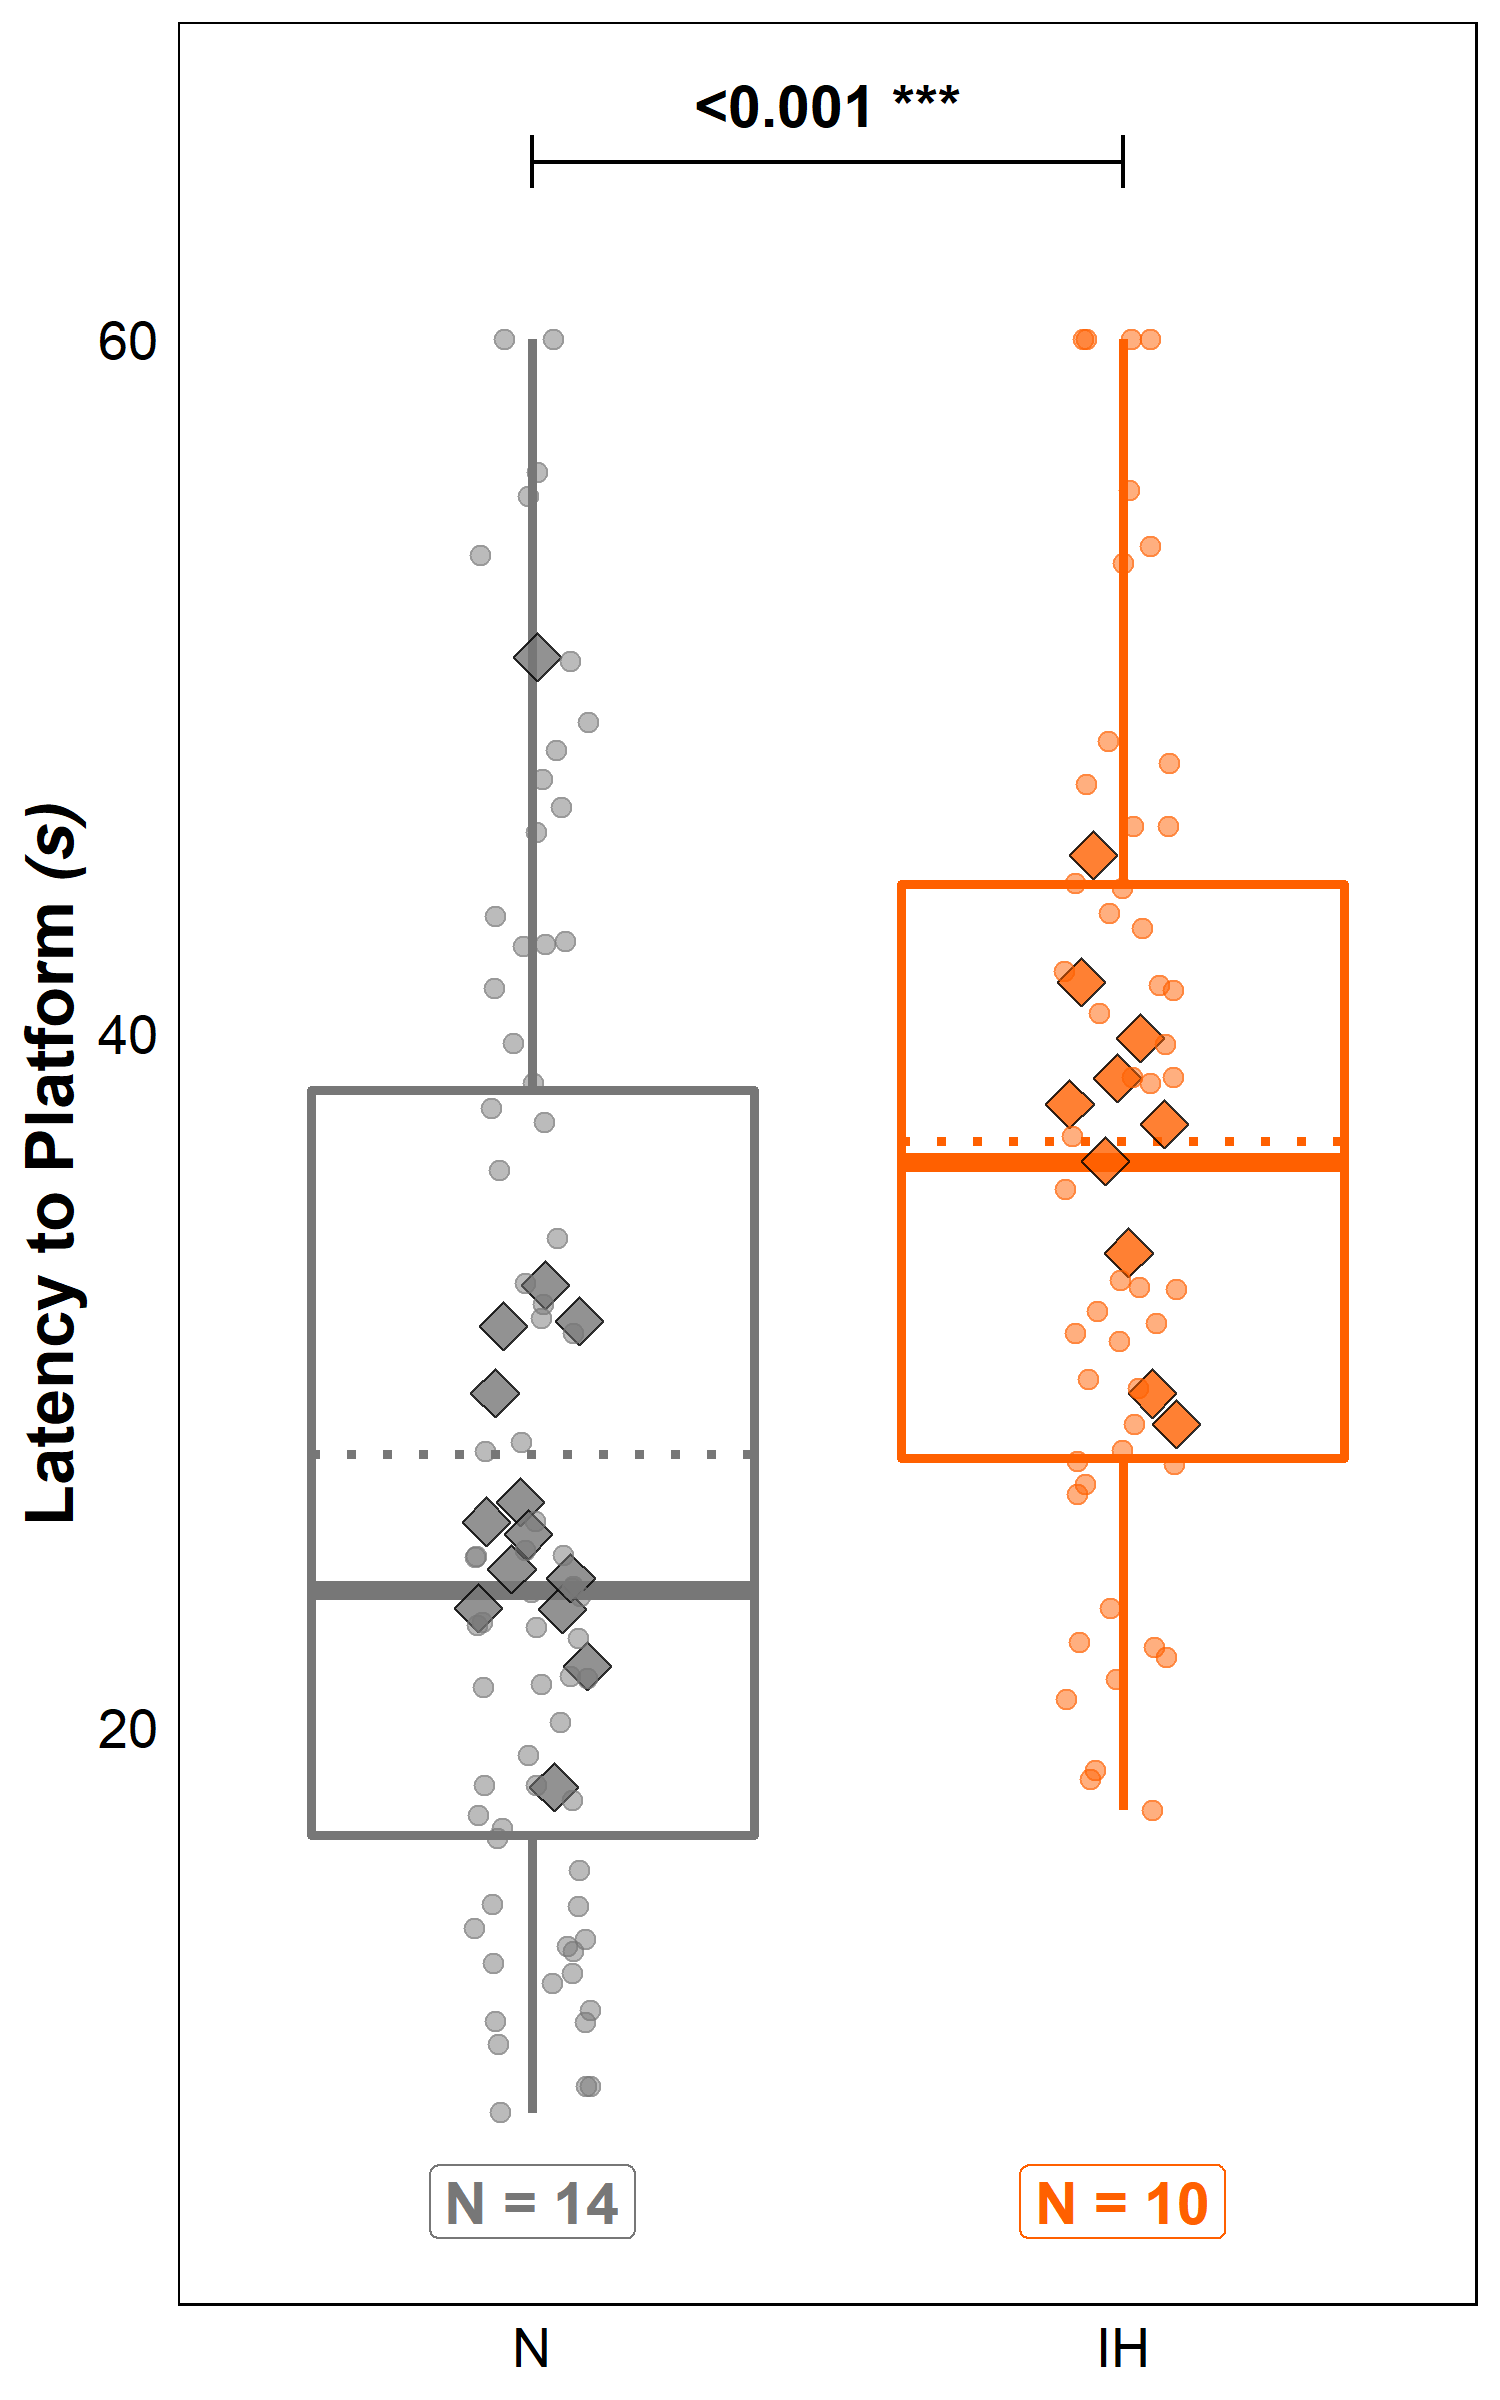 <0.001 ***
60
40
20
Latency to Platform (s)
N = 14
N = 10
N
IH